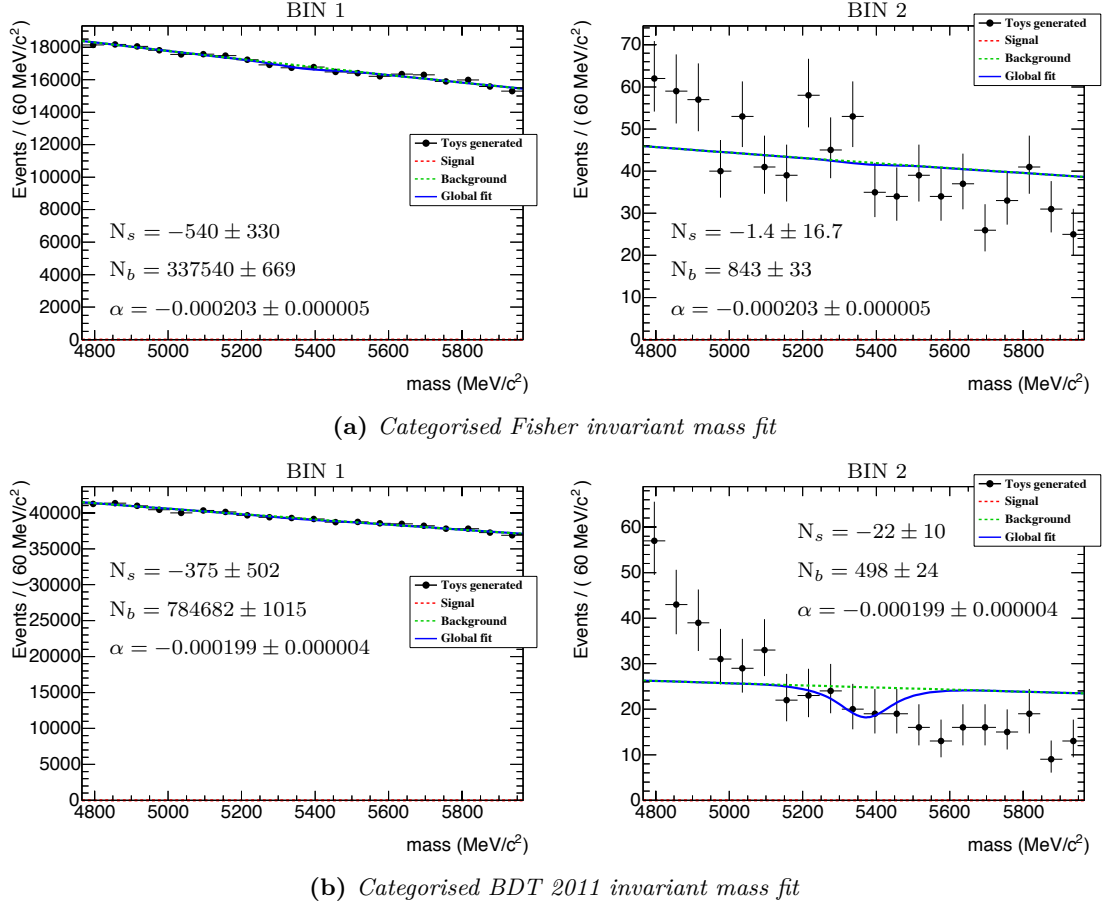 BIN 1
Events / ( 60 MeV/c²)
18000
16000
14000
12000
10000
8000
6000
4000
2000
0
Toys generated
Signal
Background
Global fit
Nₛ = −540 ± 330
N_b = 337540 ± 669
α = −0.000203 ± 0.000005
4800 5000 5200 5400 5600 5800
mass (MeV/c²)
BIN 2
Events / ( 60 MeV/c²)
70
60
50
40
30
20
10
0
Toys generated
Signal
Background
Global fit
Nₛ = −1.4 ± 16.7
N_b = 843 ± 33
α = −0.000203 ± 0.000005
4800 5000 5200 5400 5600 5800
mass (MeV/c²)
(a) Categorised Fisher invariant mass fit
BIN 1
Events / ( 60 MeV/c²)
40000
35000
30000
25000
20000
15000
10000
5000
0
Nₛ = −375 ± 502
N_b = 784682 ± 1015
α = −0.000199 ± 0.000004
Toys generated
Signal
Background
Global fit
4800 5000 5200 5400 5600 5800
mass (MeV/c²)
BIN 2
Events / ( 60 MeV/c²)
60
50
40
30
20
10
0
Toys generated
Signal
Background
Global fit
Nₛ = −22 ± 10
N_b = 498 ± 24
α = −0.000199 ± 0.000004
4800 5000 5200 5400 5600 5800
mass (MeV/c²)
(b) Categorised BDT 2011 invariant mass fit